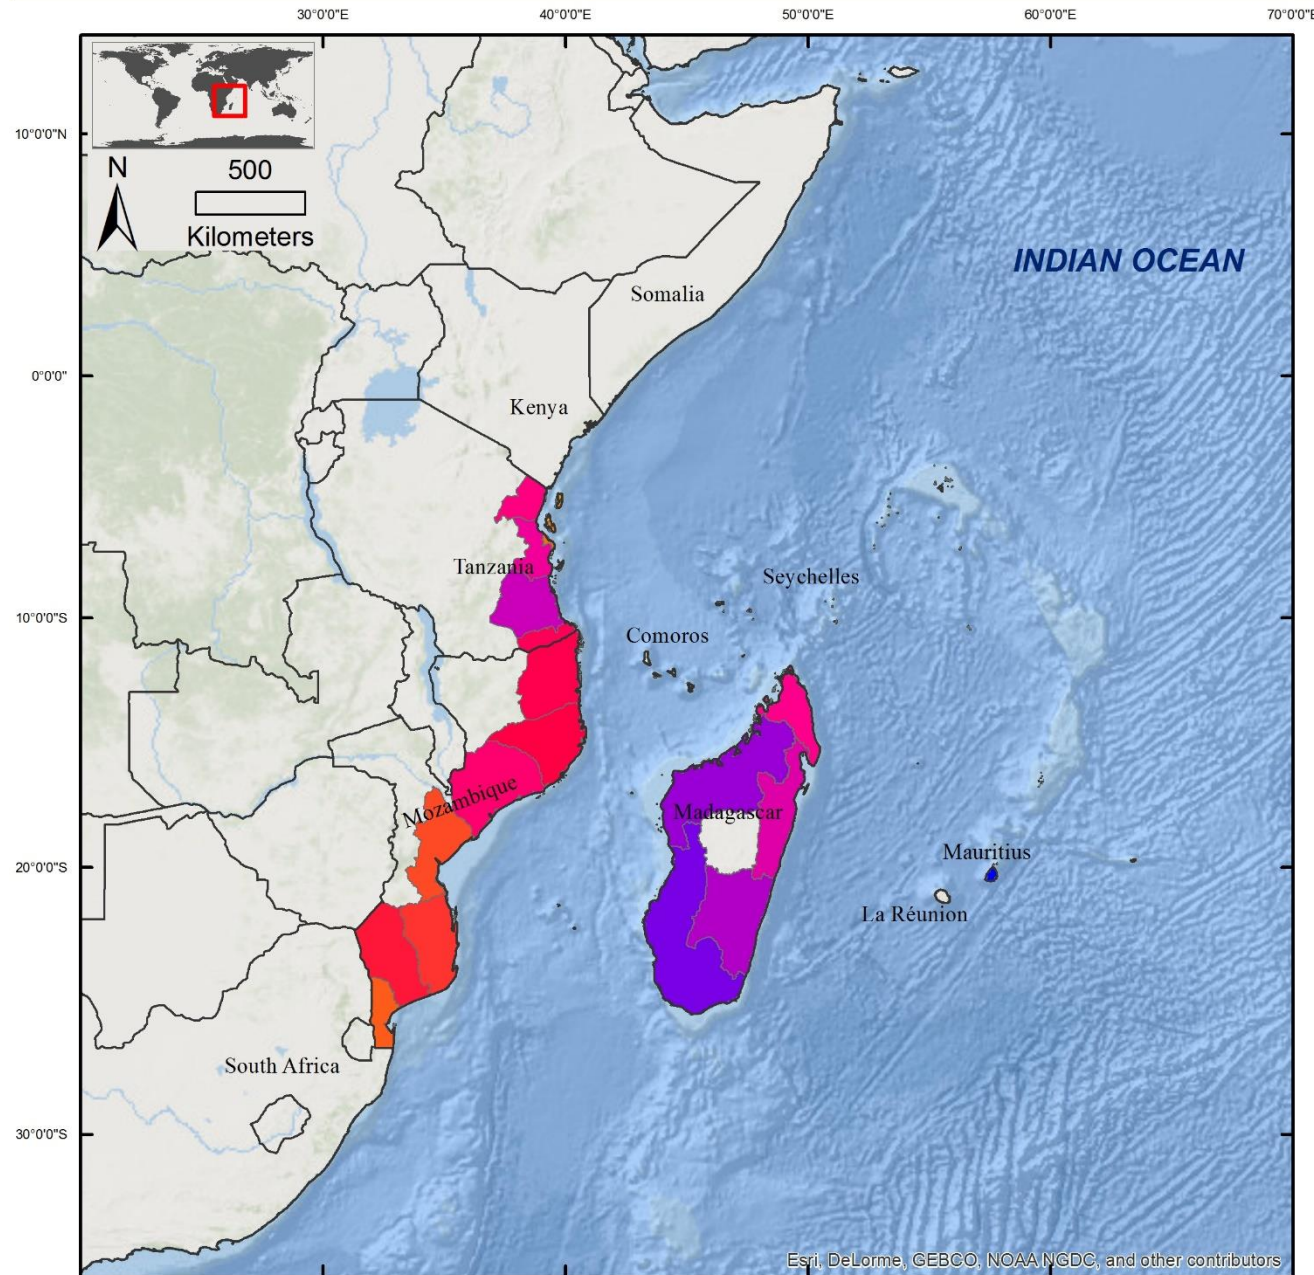 30°0'0"E 40°0'0"E 50°0'0"E 60°0'0"E 70°0'0"E
10°0'0"N
N
500
Kilometers
INDIAN OCEAN
Somalia
0°0'0"
Kenya
Tanzania
Seychelles
10°0'0"S
Comoros
Mozambique
Madagascar
Mauritius
20°0'0"S
La Réunion
South Africa
30°0'0"S
Esri, DeLorme, GEBCO, NOAA NGDC, and other contributors